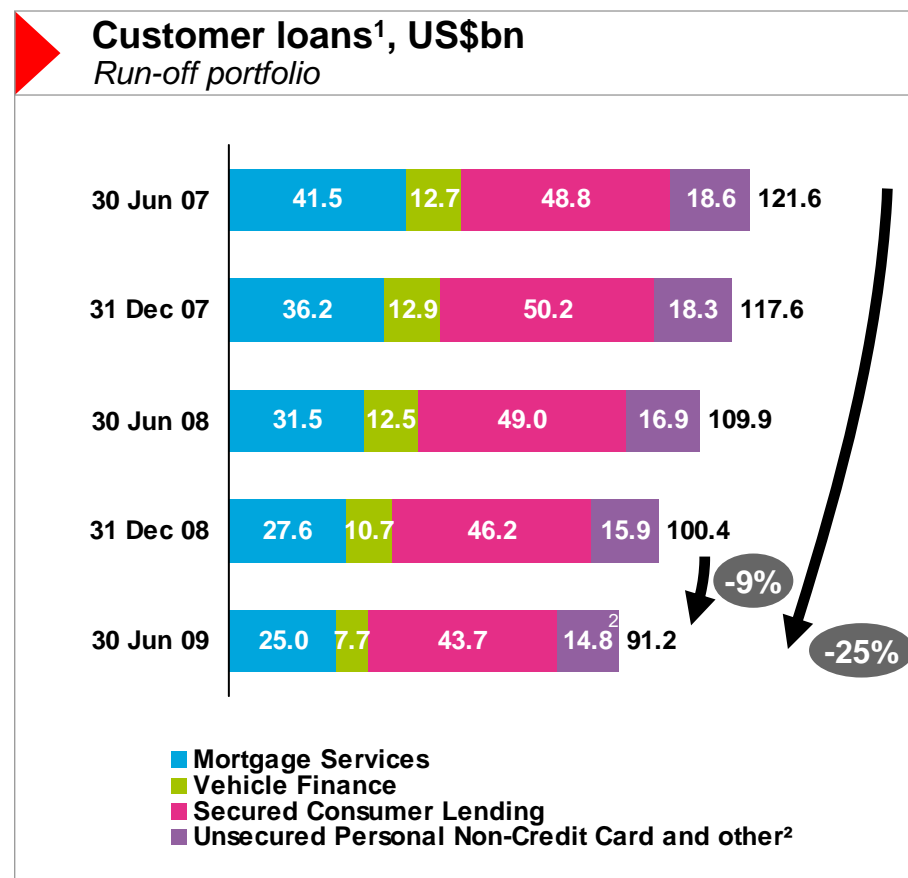 Customer loans¹, US$bn
Run-off portfolio
30 Jun 07 41.5 12.7 48.8 18.6 121.6
31 Dec 07 36.2 12.9 50.2 18.3 117.6
30 Jun 08 31.5 12.5 49.0 16.9 109.9
31 Dec 08 27.6 10.7 46.2 15.9 100.4
-9%
30 Jun 09 25.0 7.7 43.7 14.8² 91.2
-25%
Mortgage Services
Vehicle Finance
Secured Consumer Lending
Unsecured Personal Non-Credit Card and other²